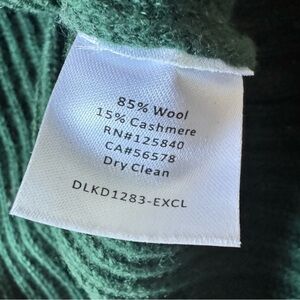 85% Wool
15% Cashmere
RN#125840
CA#56578
Dry Clean
DLKD1283-EXCL